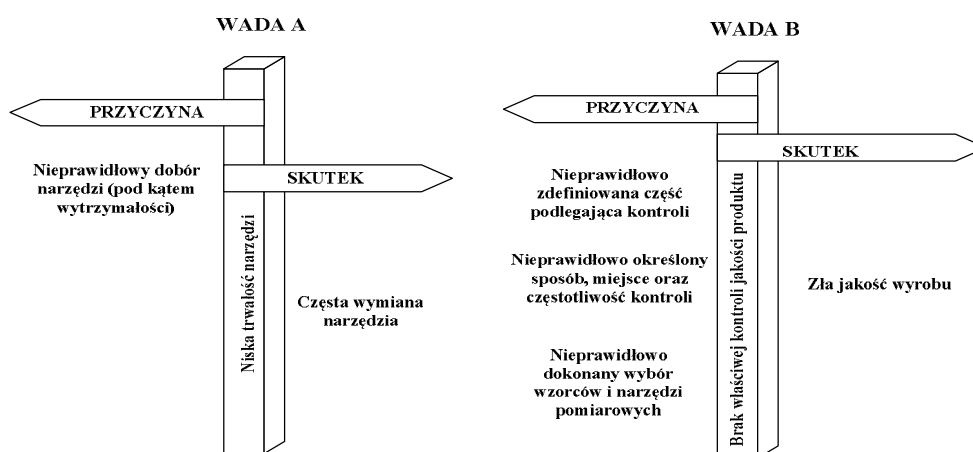 WADA A
PRZYCZYNA
Nieprawidłowy dobór
narzędzi (pod kątem
wytrzymałości)
SKUTEK
Niska trwałość narzędzi
Częsta wymiana
narzędzia
WADA B
PRZYCZYNA
SKUTEK
Nieprawidłowo
zdefiniowana część
podlegająca kontroli
Nieprawidłowo określony
sposób, miejsce oraz
częstotliwość kontroli
Nieprawidłowo
dokonany wybór
wzorców i narzędzi
pomiarowych
Brak właściwej kontroli jakości produktu
Zła jakość wyrobu